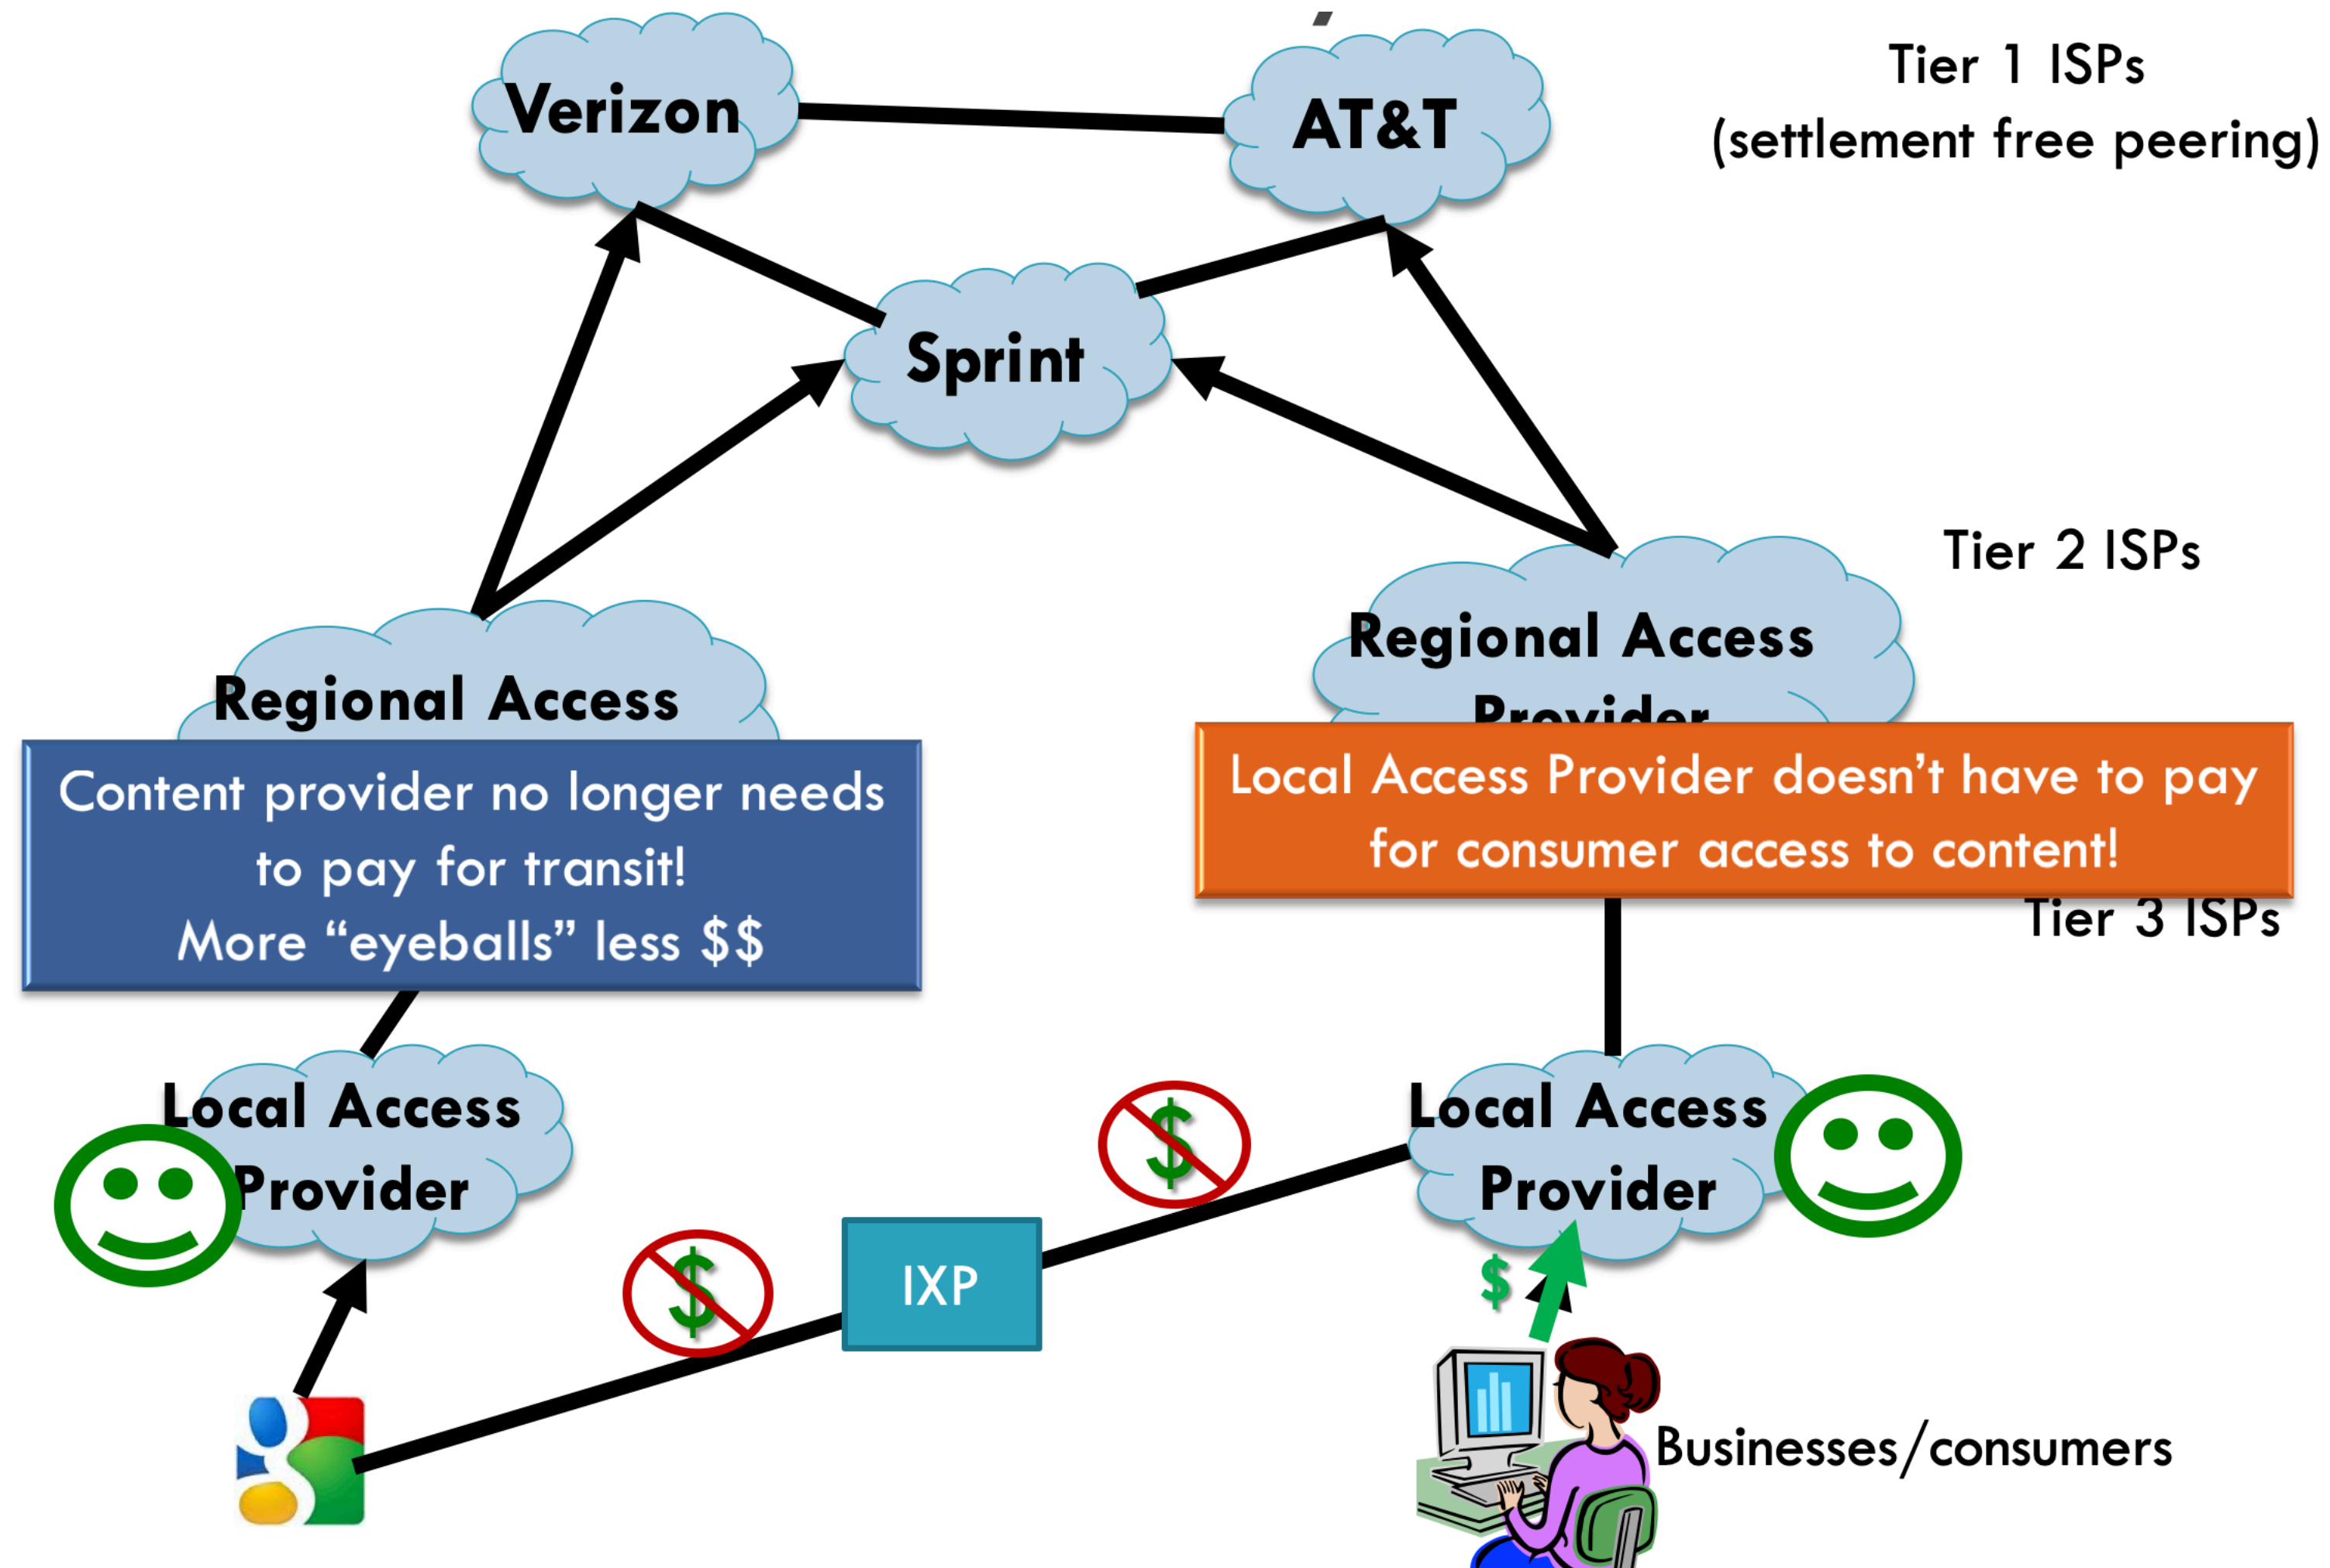 Verizon
AT&T
Tier 1 ISPs
(settlement free peering)
Sprint
Tier 2 ISPs
Regional Access
Provider
Regional Access
Content provider no longer needs
to pay for transit!
More “eyeballs” less $$
Local Access Provider doesn’t have to pay
for consumer access to content!
Tier 3 ISPs
Local Access
Provider
Local Access
Provider
$
$
IXP
$
Businesses/consumers